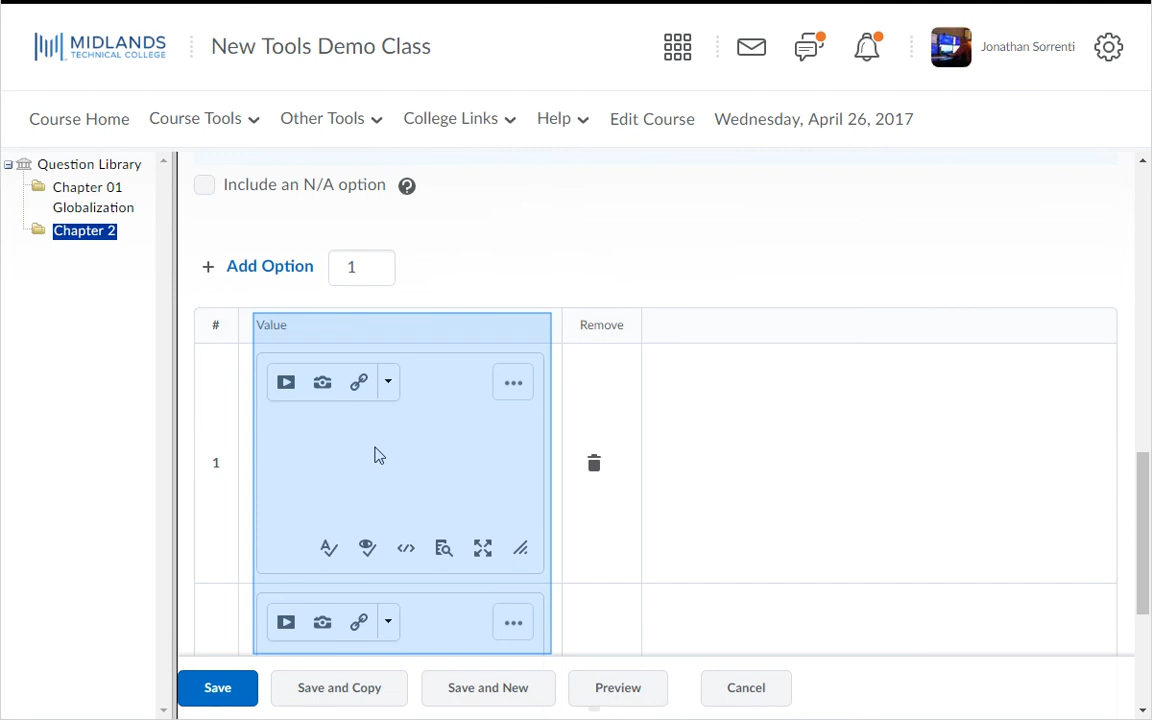 MIDLANDS
TECHNICAL COLLEGE
New Tools Demo Class
Jonathan Sorrenti
Course Home
Course Tools
Other Tools
College Links
Help
Edit Course
Wednesday, April 26, 2017
Question Library
Chapter 01
Globalization
Chapter 2
Include an N/A option
?
+ Add Option
1
#
Value
Remove
1
Save
Save and Copy
Save and New
Preview
Cancel